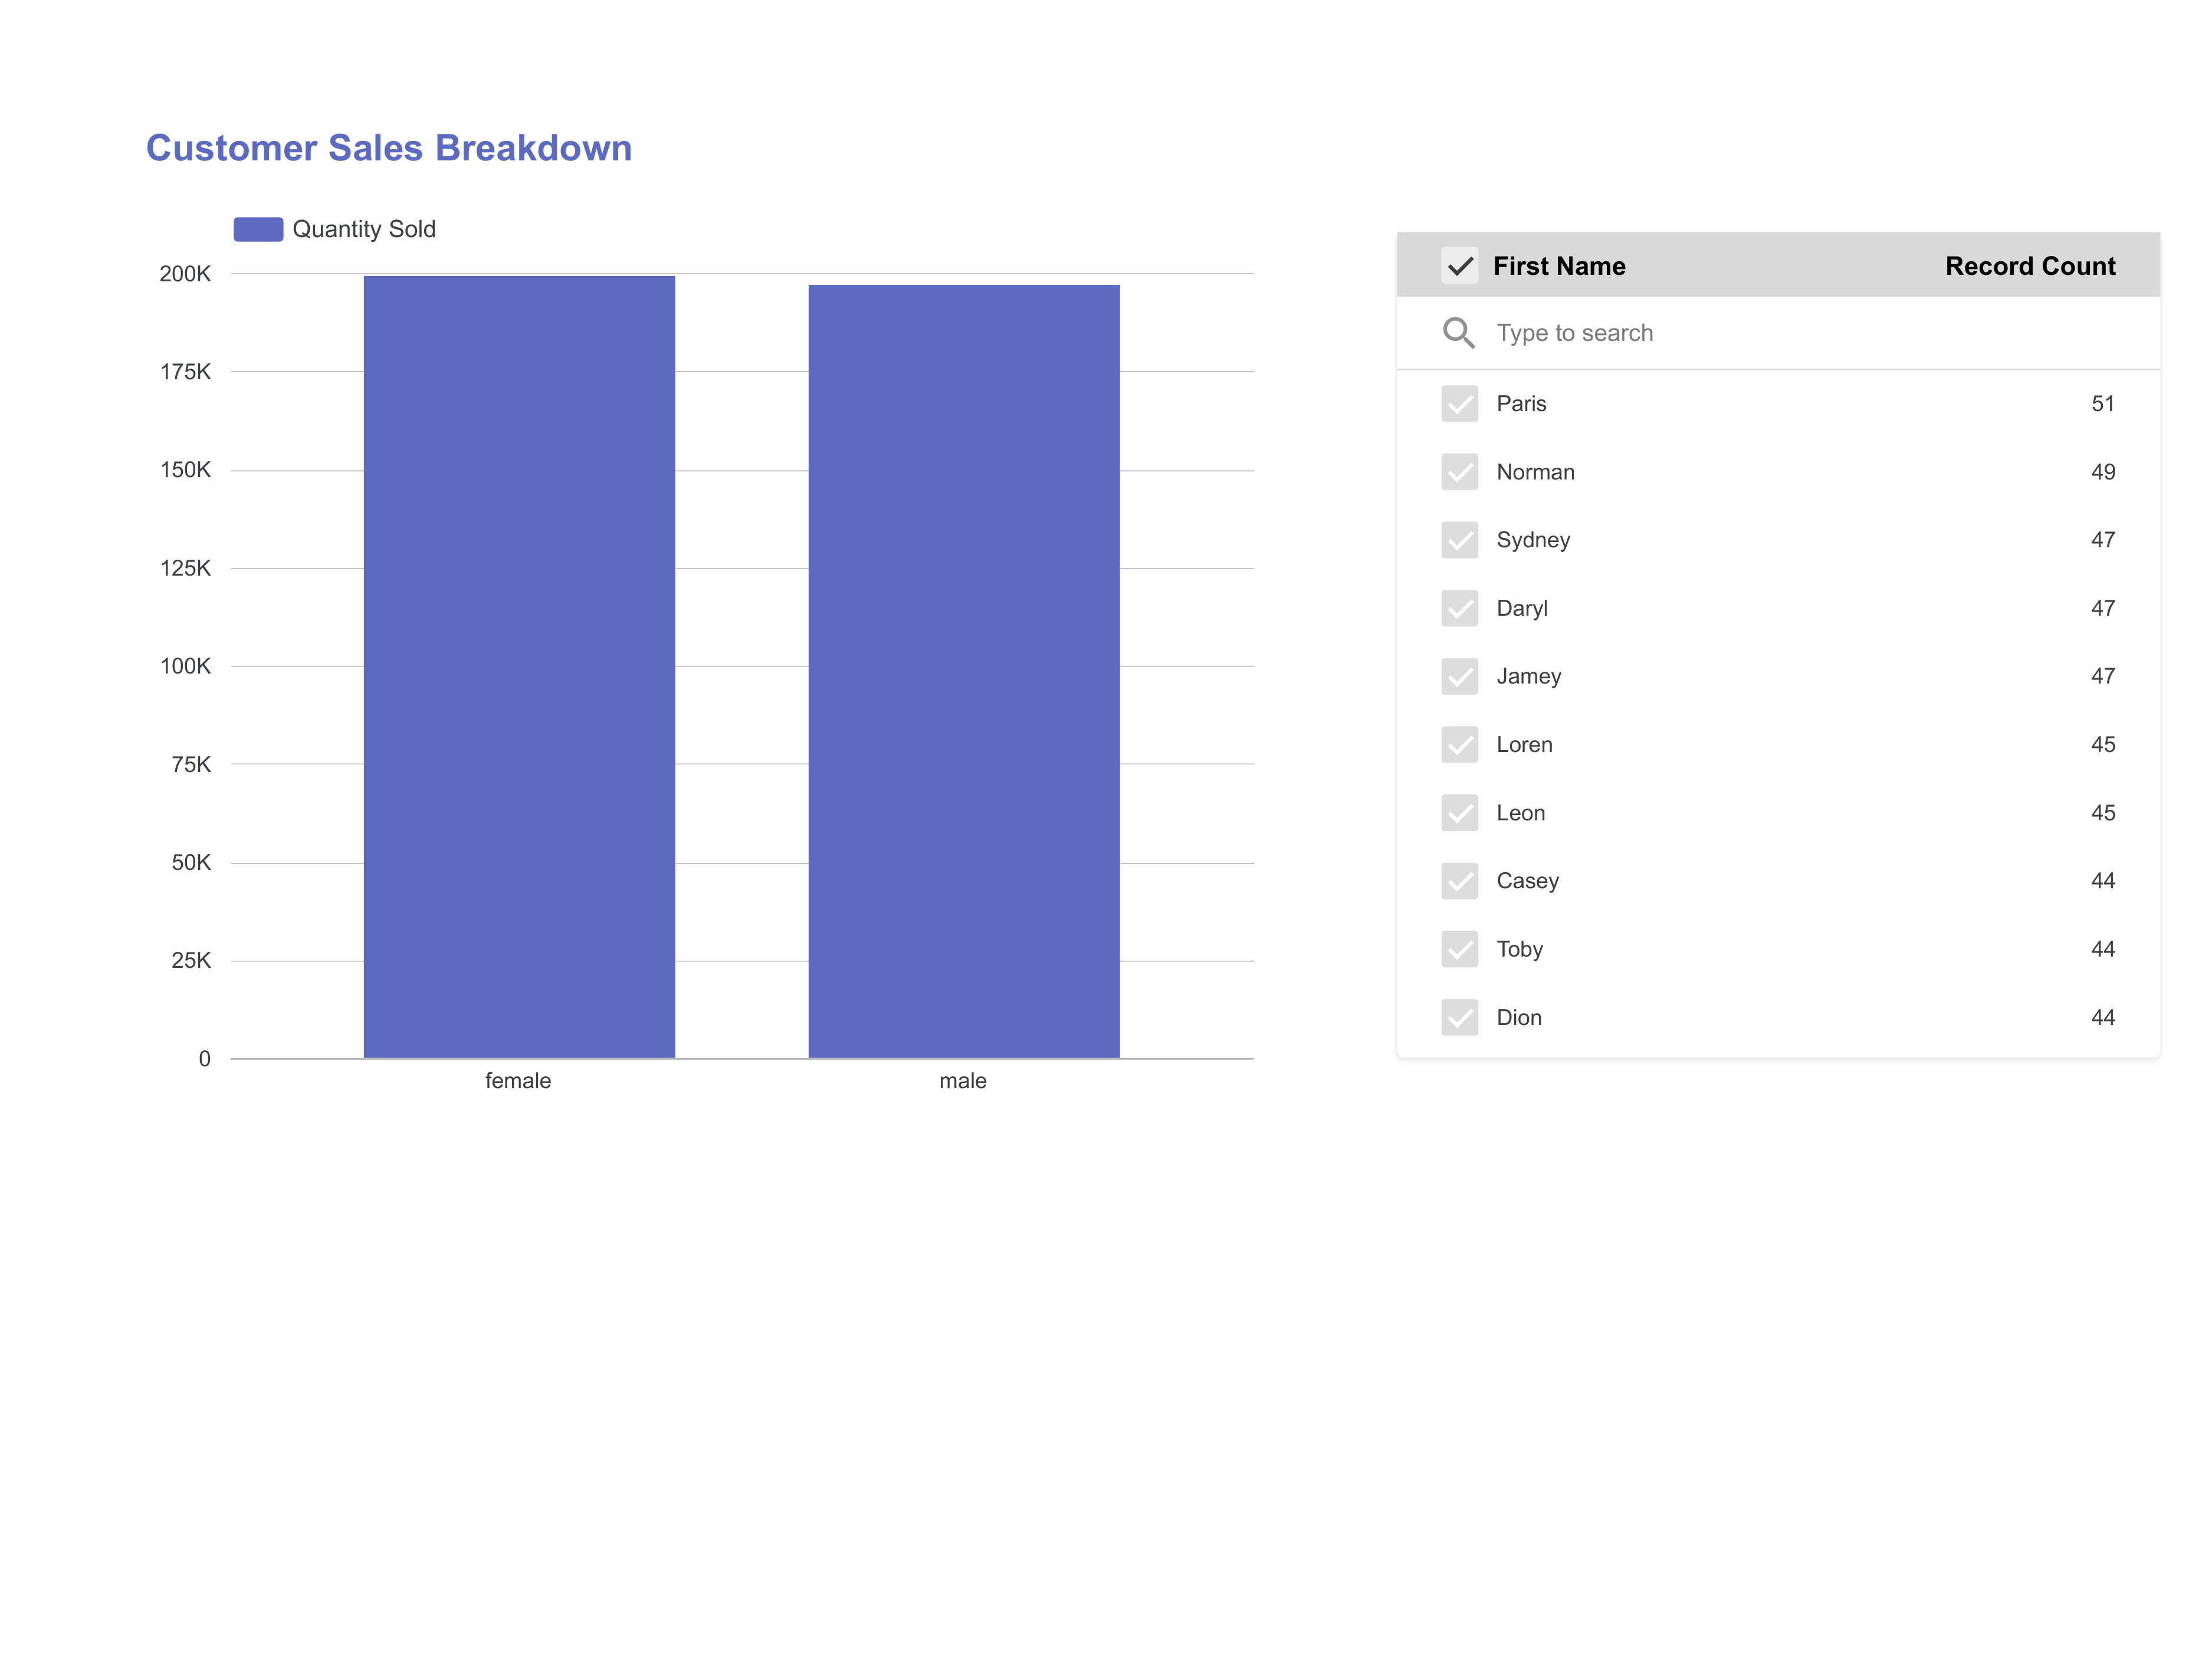 Customer Sales Breakdown
Quantity Sold
200K
175K
150K
125K
100K
75K
50K
25K
0
female male
First Name Record Count
Type to search
Paris 51
Norman 49
Sydney 47
Daryl 47
Jamey 47
Loren 45
Leon 45
Casey 44
Toby 44
Dion 44